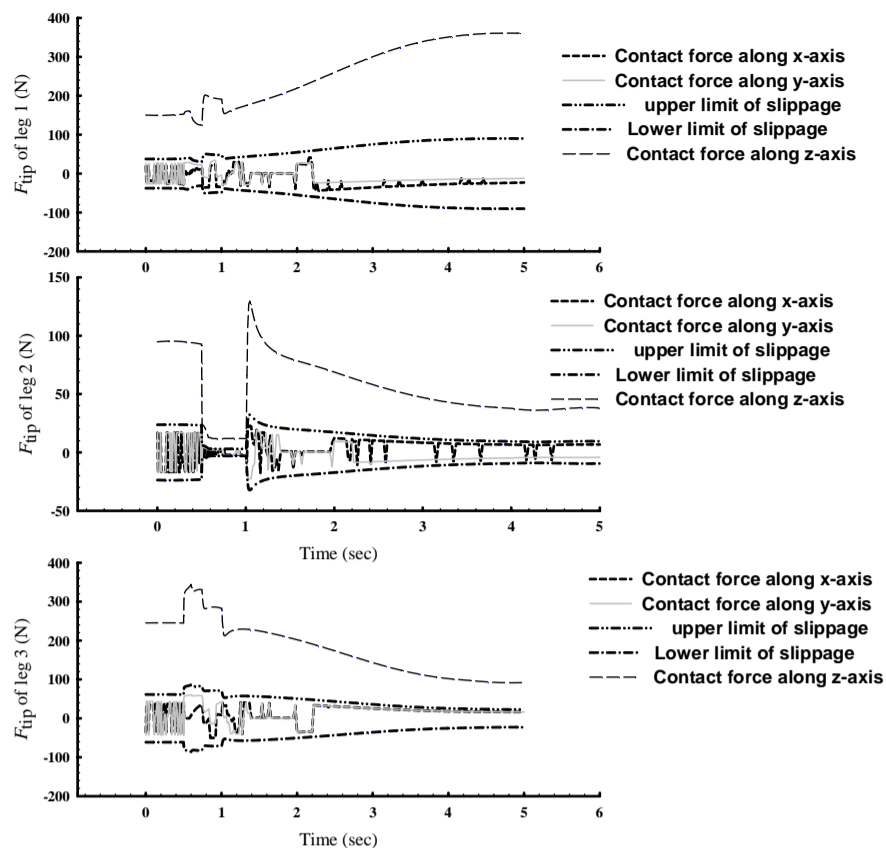 400
300
200
100
0
-100
-200
F_tip of leg 1 (N)
Contact force along x-axis
Contact force along y-axis
upper limit of slippage
Lower limit of slippage
Contact force along z-axis
0 1 2 3 4 5 6
150
100
50
0
-50
F_tip of leg 2 (N)
Contact force along x-axis
Contact force along y-axis
upper limit of slippage
Lower limit of slippage
Contact force along z-axis
0 1 2 3 4 5
Time (sec)
400
300
200
100
0
-100
-200
F_tip of leg 3 (N)
Contact force along x-axis
Contact force along y-axis
upper limit of slippage
Lower limit of slippage
Contact force along z-axis
0 1 2 3 4 5 6
Time (sec)